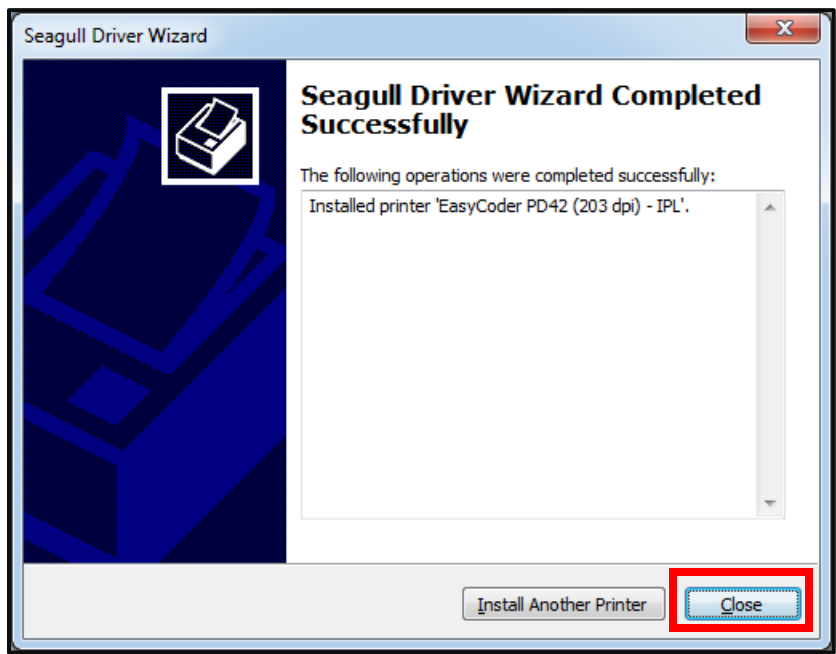 Seagull Driver Wizard
Seagull Driver Wizard Completed
Successfully
The following operations were completed successfully:
Installed printer 'EasyCoder PD42 (203 dpi) - IPL'.
Install Another Printer
Close